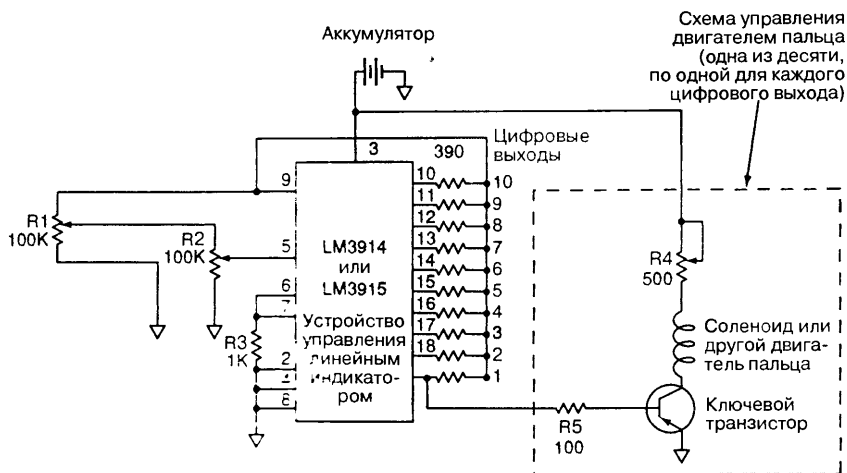 Схема управления
двигателем пальца
(одна из десяти,
по одной для каждого
цифрового выхода)
Аккумулятор
Цифровые
выходы
3
390
9
10
10
11
9
R1
100K
12
8
R2
100K
5
LM3914
или
LM3915
13
7
14
6
R4
500
6
15
5
7
16
4
Устройство
управления
линейным
индикато-
ром
17
3
R3
1K
18
2
2
1
8
Соленоид или
другой двига-
тель пальца
Ключевой
транзистор
R5
100